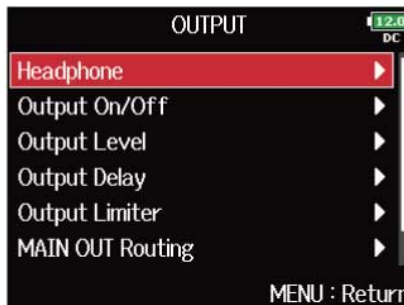 OUTPUT
12.0
DC
Headphone
Output On/Off
Output Level
Output Delay
Output Limiter
MAIN OUT Routing
MENU : Return